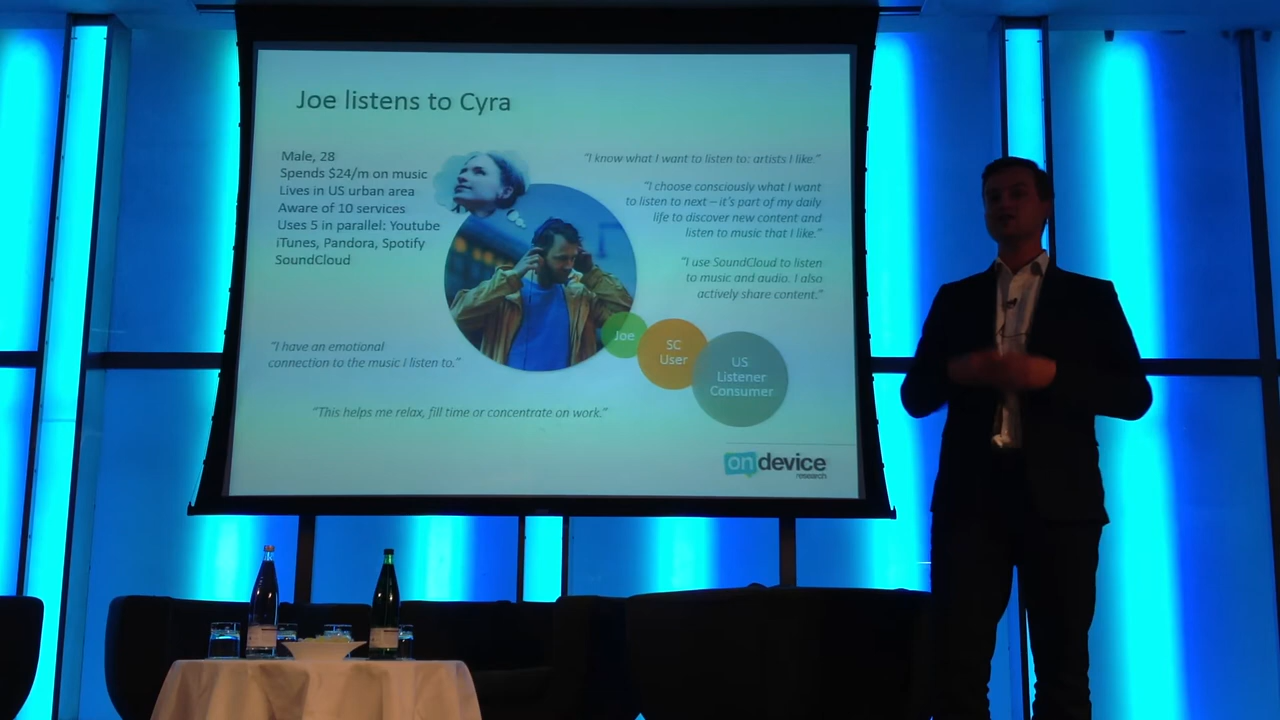 Joe listens to Cyra
Male, 28
Spends $24/m on music
Lives in US urban area
Aware of 10 services
Uses 5 in parallel: Youtube
iTunes, Pandora, Spotify
SoundCloud
"I know what I want to listen to: artists I like."
"I choose consciously what I want
to listen to next – it's part of my daily
life to discover new content and
listen to music that I like."
"I use SoundCloud to listen
to music and audio. I also
actively share content."
"I have an emotional
connection to the music I listen to."
"This helps me relax, fill time or concentrate on work."
Joe
SC
User
US
Listener
Consumer
on device
research